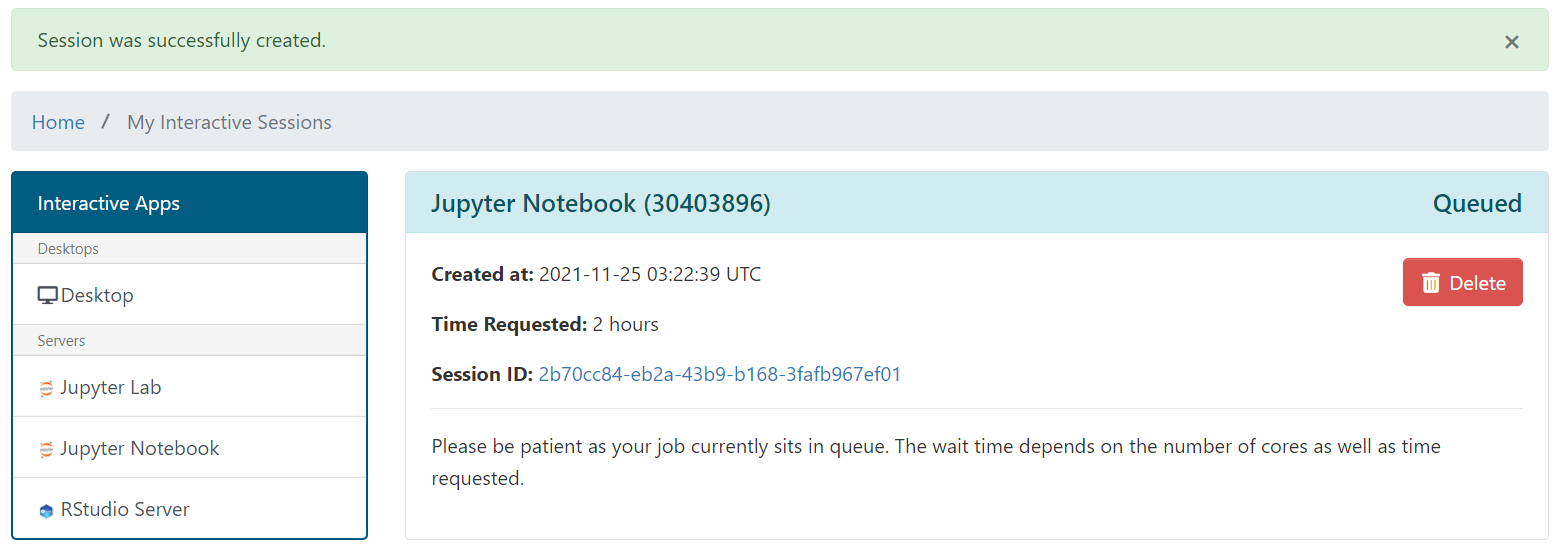 Session was successfully created.
×
Home / My Interactive Sessions
Interactive Apps
Desktops
Desktop
Servers
Jupyter Lab
Jupyter Notebook
RStudio Server
Jupyter Notebook (30403896)
Queued
Created at: 2021-11-25 03:22:39 UTC
Delete
Time Requested: 2 hours
Session ID: 2b70cc84-eb2a-43b9-b168-3fafb967ef01
Please be patient as your job currently sits in queue. The wait time depends on the number of cores as well as time
requested.